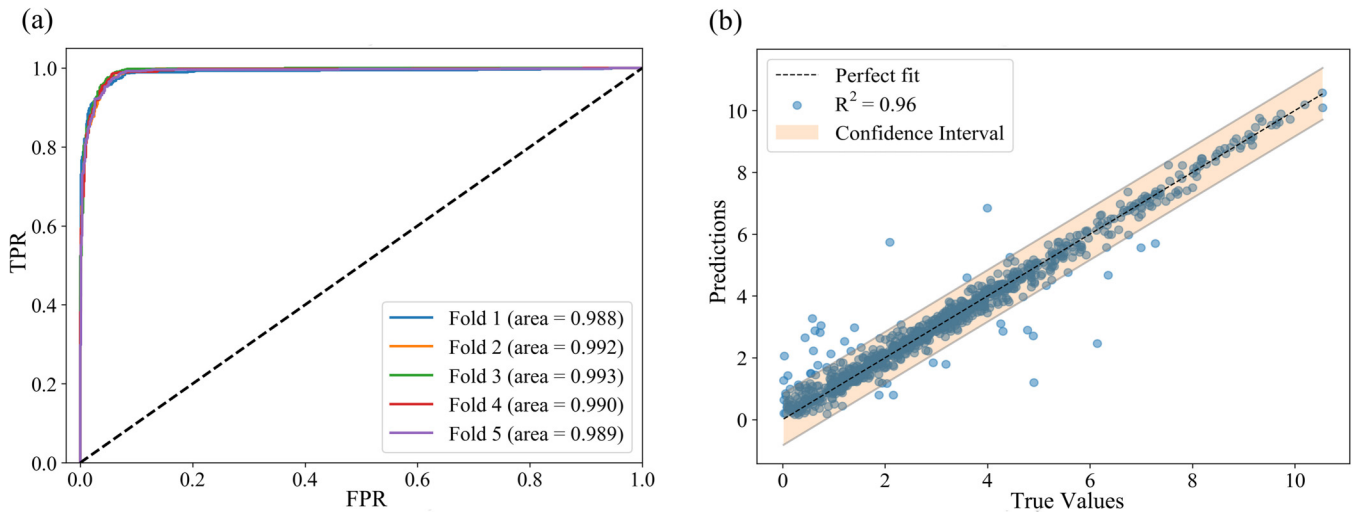 (a)
TPR
1.0
0.8
0.6
0.4
0.2
0.0
Fold 1 (area = 0.988)
Fold 2 (area = 0.992)
Fold 3 (area = 0.993)
Fold 4 (area = 0.990)
Fold 5 (area = 0.989)
0.0 0.2 0.4 0.6 0.8 1.0
FPR
(b)
Predictions
10
8
6
4
2
0
Perfect fit
R² = 0.96
Confidence Interval
0 2 4 6 8 10
True Values